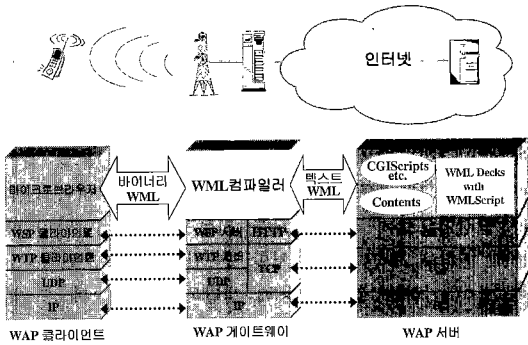 인터넷
마이크로브라우저
바이너리
WML
WML컴파일러
텍스트
WML
CGIScripts
etc.
Contents
WML Decks
with
WMLScript
WSP 클라이언트
WTP 클라이언트
UDP
IP
WSP 서버
HTTP
WTP
TCP
UDP
IP
WAP 클라이언트
WAP 게이트웨이
WAP 서버